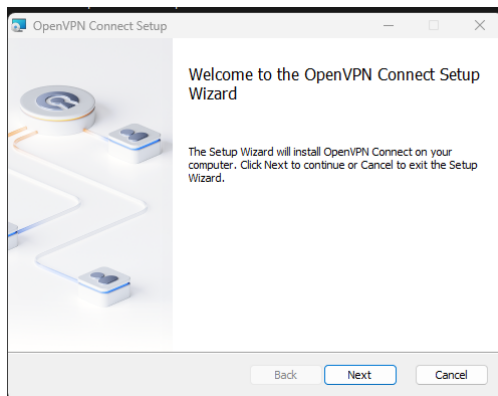 OpenVPN Connect Setup
Welcome to the OpenVPN Connect Setup
Wizard
The Setup Wizard will install OpenVPN Connect on your
computer. Click Next to continue or Cancel to exit the Setup
Wizard.
Back Next Cancel